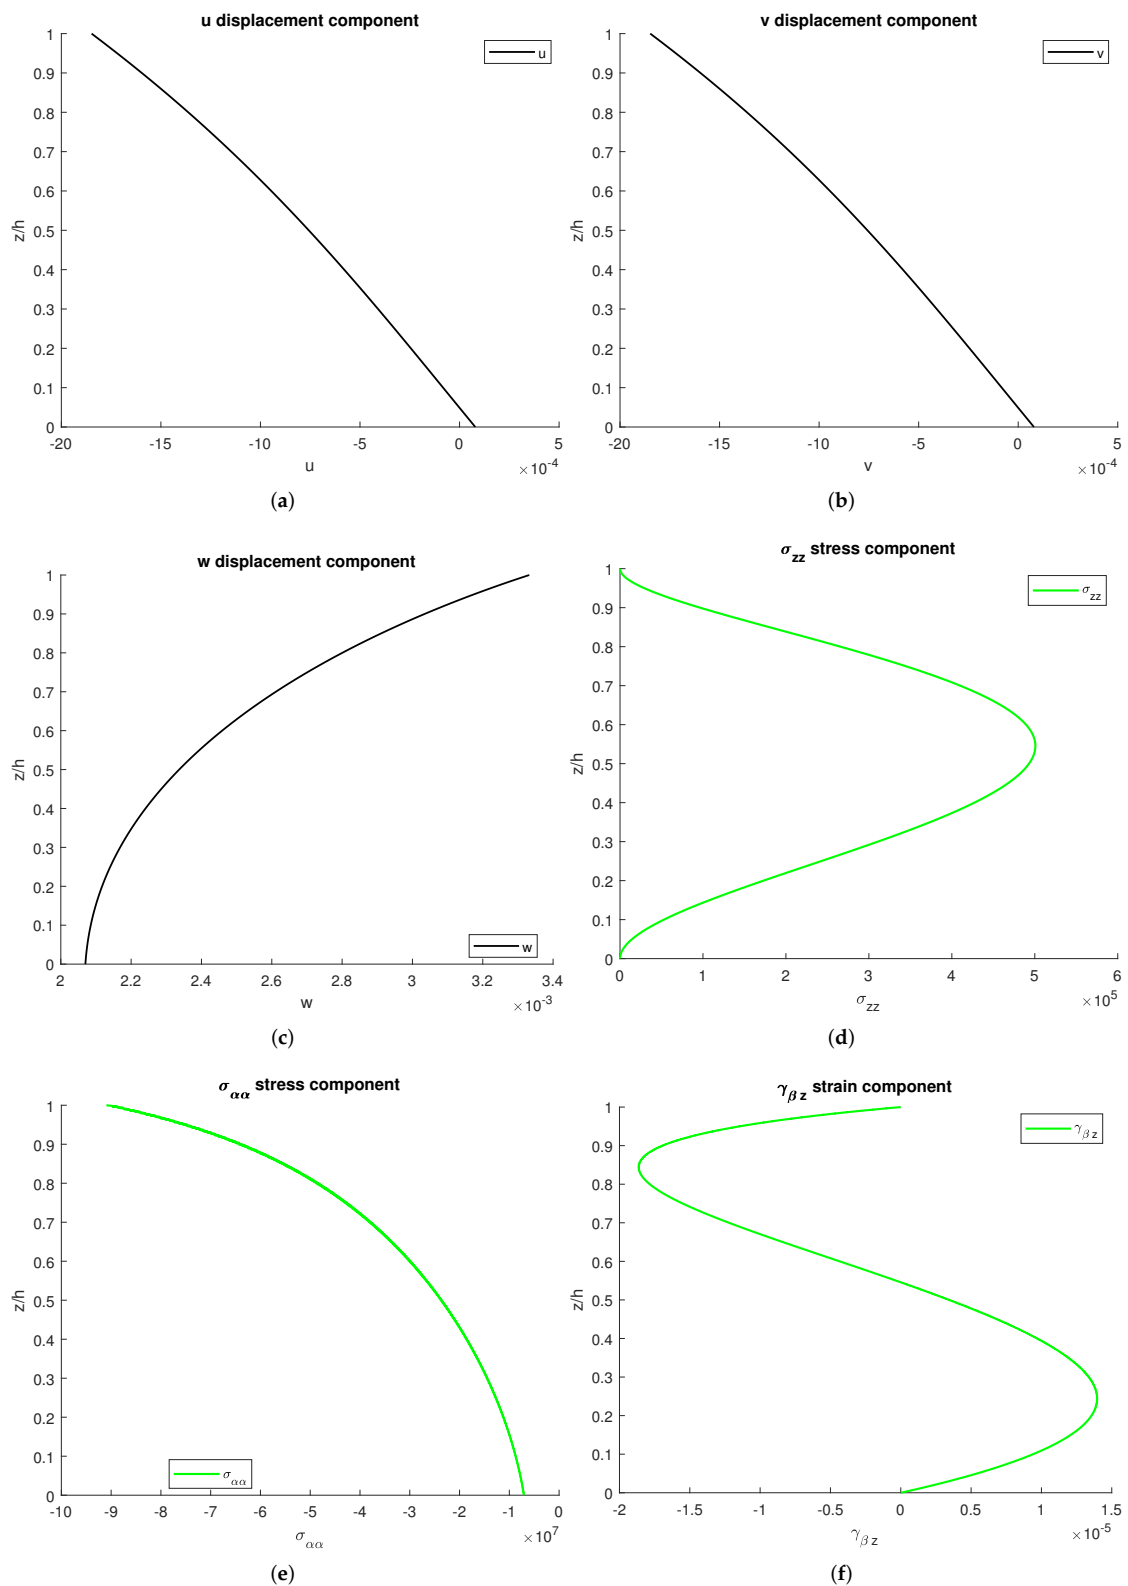 u displacement component
1
0.9
0.8
0.7
0.6
0.5
0.4
0.3
0.2
0.1
0
z/h
u
-20 -15 -10 -5 0 5
×10⁻⁴
u
(a)
v displacement component
1
0.9
0.8
0.7
0.6
0.5
0.4
0.3
0.2
0.1
0
z/h
v
-20 -15 -10 -5 0 5
×10⁻⁴
v
(b)
w displacement component
1
0.9
0.8
0.7
0.6
0.5
0.4
0.3
0.2
0.1
0
z/h
w
2 2.2 2.4 2.6 2.8 3 3.2 3.4
×10⁻³
w
(c)
σzz stress component
1
0.9
0.8
0.7
0.6
0.5
0.4
0.3
0.2
0.1
0
z/h
σzz
0 1 2 3 4 5 6
×10⁵
σzz
(d)
σαα stress component
1
0.9
0.8
0.7
0.6
0.5
0.4
0.3
0.2
0.1
0
z/h
σαα
-10 -9 -8 -7 -6 -5 -4 -3 -2 -1 0
×10⁷
σαα
(e)
γβz strain component
1
0.9
0.8
0.7
0.6
0.5
0.4
0.3
0.2
0.1
0
z/h
γβz
-2 -1.5 -1 -0.5 0 0.5 1 1.5
×10⁻⁵
γβz
(f)